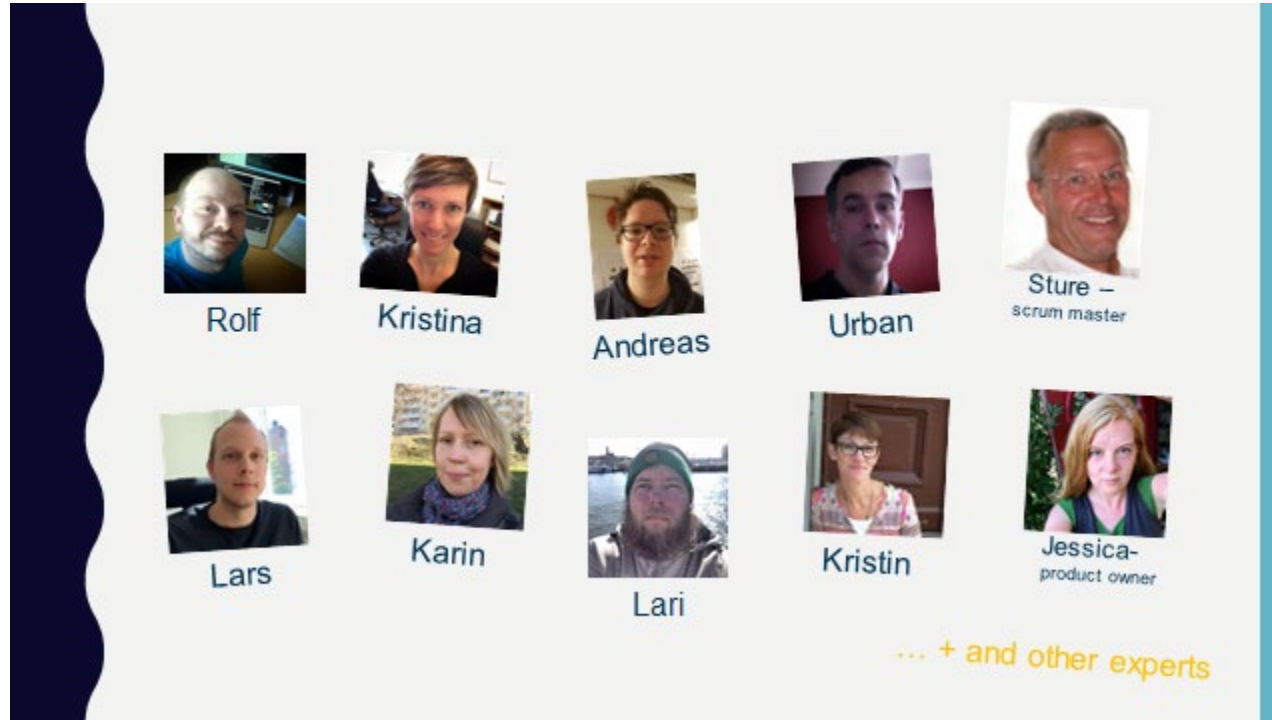 Rolf
Kristina
Andreas
Urban
Sture –
scrum master
Lars
Karin
Lari
Kristin
Jessica-
product owner
... + and other experts